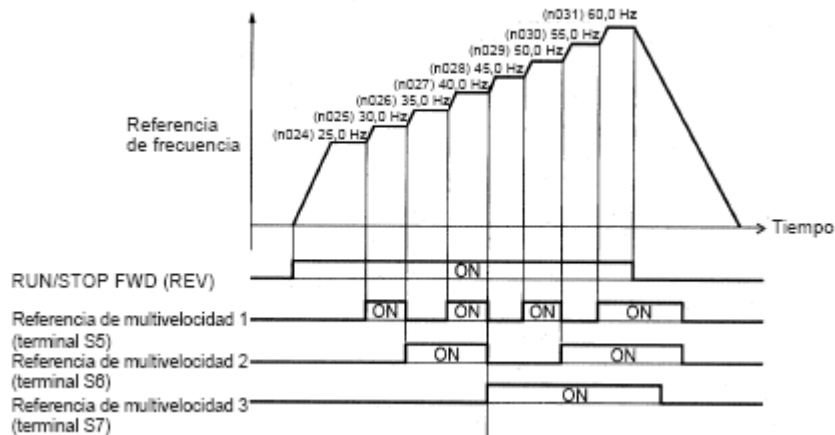 (n031) 60,0 Hz
(n030) 55,0 Hz
(n029) 50,0 Hz
(n028) 45,0 Hz
(n027) 40,0 Hz
(n026) 35,0 Hz
(n025) 30,0 Hz
(n024) 25,0 Hz
Referencia
de frecuencia
Tiempo
RUN/STOP FWD (REV)
ON
Referencia de multivelocidad 1
(terminal S5)
ON
ON
ON
ON
Referencia de multivelocidad 2
(terminal S6)
ON
ON
Referencia de multivelocidad 3
(terminal S7)
ON